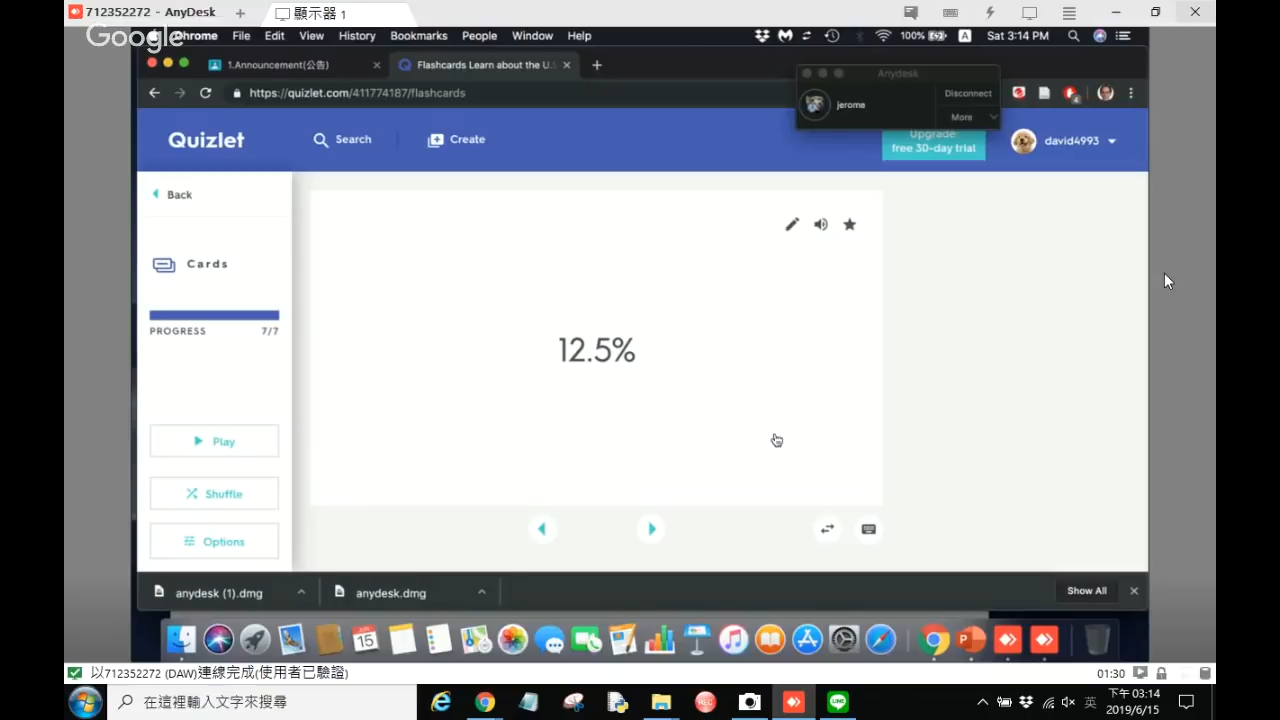 712352272 - AnyDesk
顯示器 1
Google
Chrome File Edit View History Bookmarks People Window Help
100% A Sat 3:14 PM
1.Announcement(公告)
Flashcards Learn about the U.S
Anydesk
https://quizlet.com/411774187/flashcards
jerome
Disconnect
More
4
Quizlet
Search
Create
Upgrade:
free 30-day trial
david4993
Back
Cards
PROGRESS 7/7
12.5%
Play
Shuffle
Options
anydesk (1).dmg
anydesk.dmg
Show All
15
以712352272 (DAW)連線完成(使用者已驗證)
01:30
在這裡輸入文字來搜尋
REC
LINE
英
下午 03:14
2019/6/15